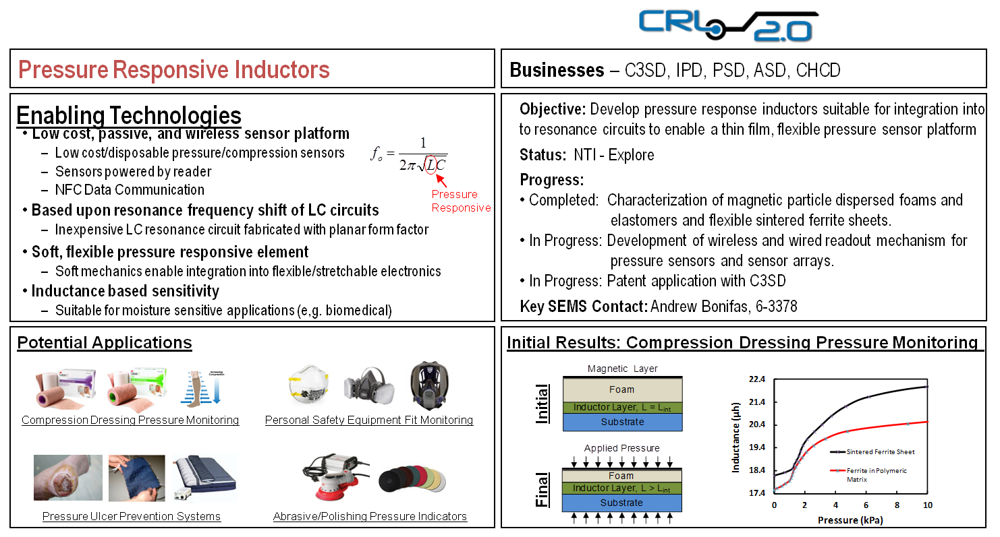 CRL 2.0
Pressure Responsive Inductors
Businesses – C3SD, IPD, PSD, ASD, CHCD
Enabling Technologies
• Low cost, passive, and wireless sensor platform
– Low cost/disposable pressure/compression sensors
– Sensors powered by reader
– NFC Data Communication
f_o = 1 / 2π√LC
Pressure
Responsive
• Based upon resonance frequency shift of LC circuits
– Inexpensive LC resonance circuit fabricated with planar form factor
• Soft, flexible pressure responsive element
– Soft mechanics enable integration into flexible/stretchable electronics
• Inductance based sensitivity
– Suitable for moisture sensitive applications (e,g. biomedical)
Objective: Develop pressure response inductors suitable for integration into
to resonance circuits to enable a thin film, flexible pressure sensor platform
Status: NTI - Explore
Progress:
• Completed: Characterization of magnetic particle dispersed foams and
elastomers and flexible sintered ferrite sheets.
• In Progress: Development of wireless and wired readout mechanism for
pressure sensors and sensor arrays.
• In Progress: Patent application with C3SD
Key SEMS Contact: Andrew Bonifas, 6-3378
Potential Applications
Increasing
Compression
Compression Dressing Pressure Monitoring
Personal Safety Equipment Fit Monitoring
Pressure Ulcer Prevention Systems
Abrasive/Polishing Pressure Indicators
Initial Results: Compression Dressing Pressure Monitoring
Initial
Magnetic Layer
Foam
Inductor Layer, L = Lint
Substrate
Final
Applied Pressure
Foam
Inductor Layer, L > Lint
Substrate
Inductance (µh)
22.4
21.4
20.4
19.4
18.4
17.4
Sintered Ferrite Sheet
Ferrite in Polymeric
Matrix
0 2 4 6 8 10
Pressure (kPa)